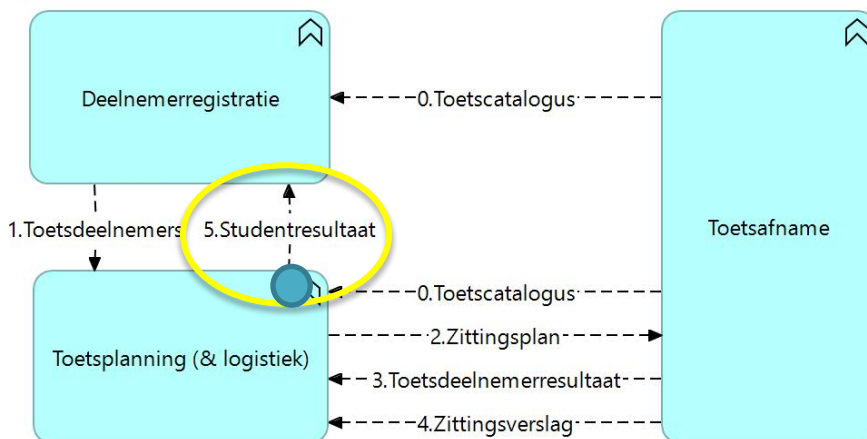 Deelnemerregistratie
0.Toetscatalogus
1.Toetsdeelnemers
5.Studentresultaat
Toetsafname
0.Toetscatalogus
2.Zittingsplan
Toetsplanning (& logistiek)
3.Toetsdeelnemerresultaat
4.Zittingsverslag